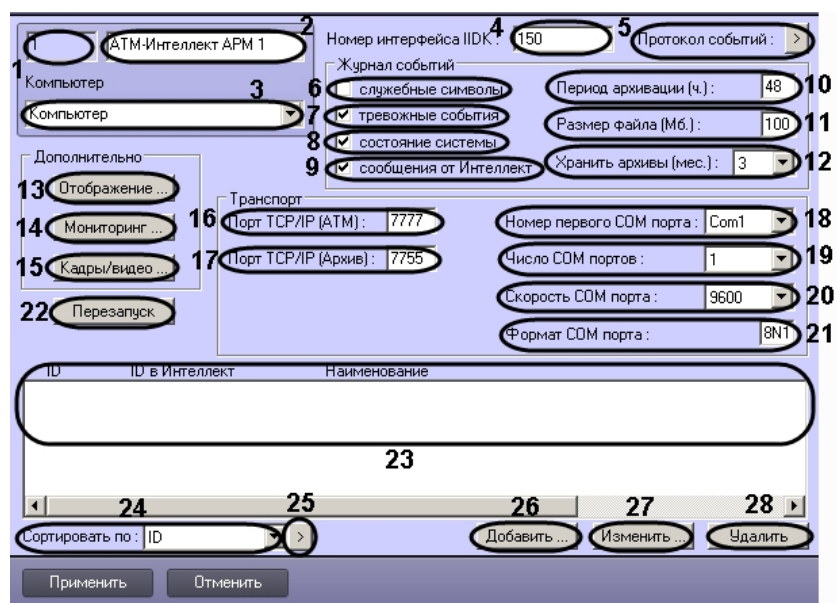 2 4 5
1 АТМ-Интеллект АРМ 1 Номер интерфейса IIDK : 150 Протокол событий : >
1
Компьютер 3
Компьютер
Журнал событий
6 служебные символы Период архивации (ч.) : 48 10
7 тревожные события Размер файла (Мб.) : 100 11
8 состояние системы
9 сообщения от Интеллект Хранить архивы (мес.) : 3 12
Дополнительно
13 Отображение ...
14 Мониторинг ...
15 Кадры/видео ...
22 Перезапуск
Транспорт
16 Порт TCP/IP (АТМ) : 7777 Номер первого COM порта : Com1 18
17 Порт TCP/IP (Архив) : 7755 Число COM портов : 1 19
Скорость COM порта : 9600 20
Формат COM порта : 8N1 21
ID ID в Интеллект Наименование
23
24 25 26 27 28
Сортировать по : ID > Добавить ... Изменить ... Удалить
Применить Отменить